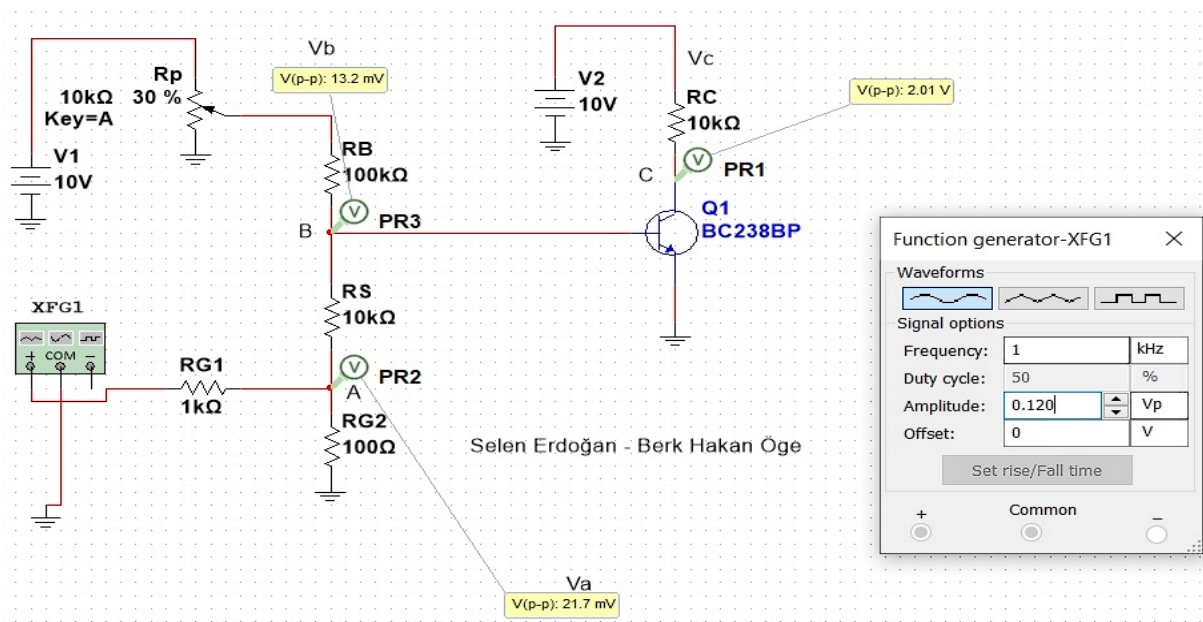 Vb
V(p-p): 13.2 mV
Rp
10kΩ 30 %
Key=A
V1
10V
RB
100kΩ
B
PR3
V2
10V
Vc
RC
10kΩ
V(p-p): 2.01 V
C
V
PR1
Q1
BC238BP
V
RS
10kΩ
XFG1
+ COM –
RG1
1kΩ
V
PR2
A
RG2
100Ω
Selen Erdoğan - Berk Hakan Öge
Va
V(p-p): 21.7 mV
Function generator-XFG1
Waveforms
Signal options
Frequency: 1 kHz
Duty cycle: 50 %
Amplitude: 0.120 Vp
Offset: 0 V
Set rise/Fall time
+ Common –